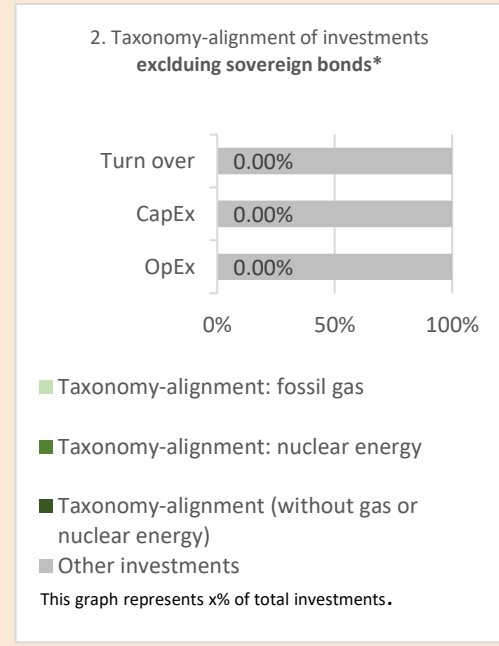 2. Taxonomy-alignment of investments
exclduing sovereign bonds*
Turn over 0.00%
CapEx 0.00%
OpEx 0.00%
0% 50% 100%
Taxonomy-alignment: fossil gas
Taxonomy-alignment: nuclear energy
Taxonomy-alignment (without gas or
nuclear energy)
Other investments
This graph represents x% of total investments.